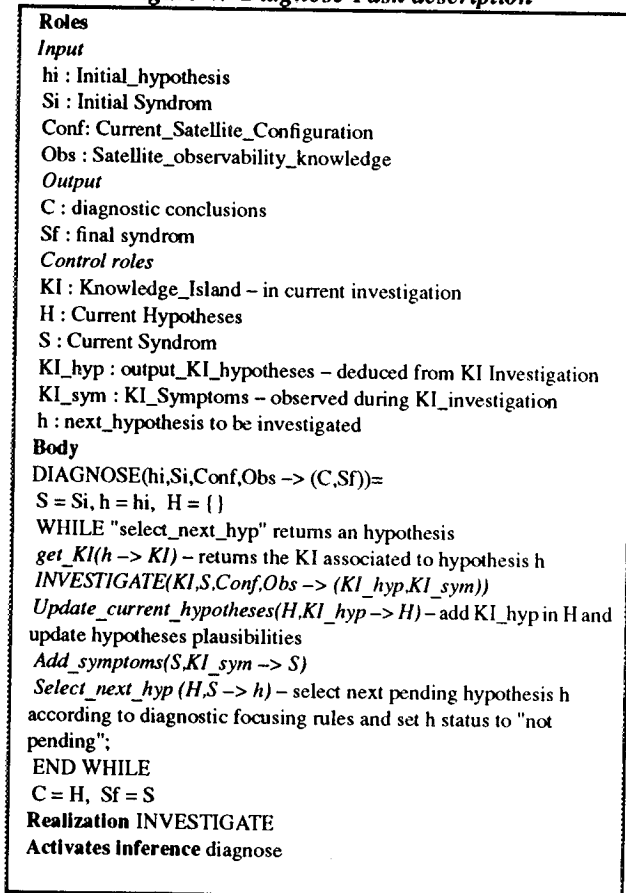 Roles
Input
hi : Initial_hypothesis
Si : Initial Syndrom
Conf: Current_Satellite_Configuration
Obs : Satellite_observability_knowledge
Output
C : diagnostic conclusions
Sf : final syndrom
Control roles
KI : Knowledge_Island – in current investigation
H : Current Hypotheses
S : Current Syndrom
KI_hyp : output_KI_hypotheses – deduced from KI Investigation
KI_sym : KI_Symptoms – observed during KI_investigation
h : next_hypothesis to be investigated
Body
DIAGNOSE(hi,Si,Conf,Obs –> (C,Sf))=
S = Si, h = hi, H = {}
WHILE "select_next_hyp" returns an hypothesis
get_KI(h –> KI) – returns the KI associated to hypothesis h
INVESTIGATE(KI,S,Conf,Obs –> (KI_hyp,KI_sym))
Update_current_hypotheses(H,KI_hyp –> H) – add KI_hyp in H and
update hypotheses plausibilities
Add_symptoms(S,KI_sym –> S)
Select_next_hyp (H,S –> h) – select next pending hypothesis h
according to diagnostic focusing rules and set h status to "not
pending";
END WHILE
C = H, Sf = S
Realization INVESTIGATE
Activates inference diagnose